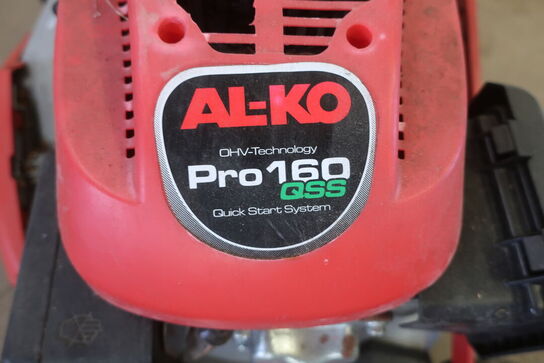 AL-KO
OHV-Technology
Pro 160
QSS
Quick Start System